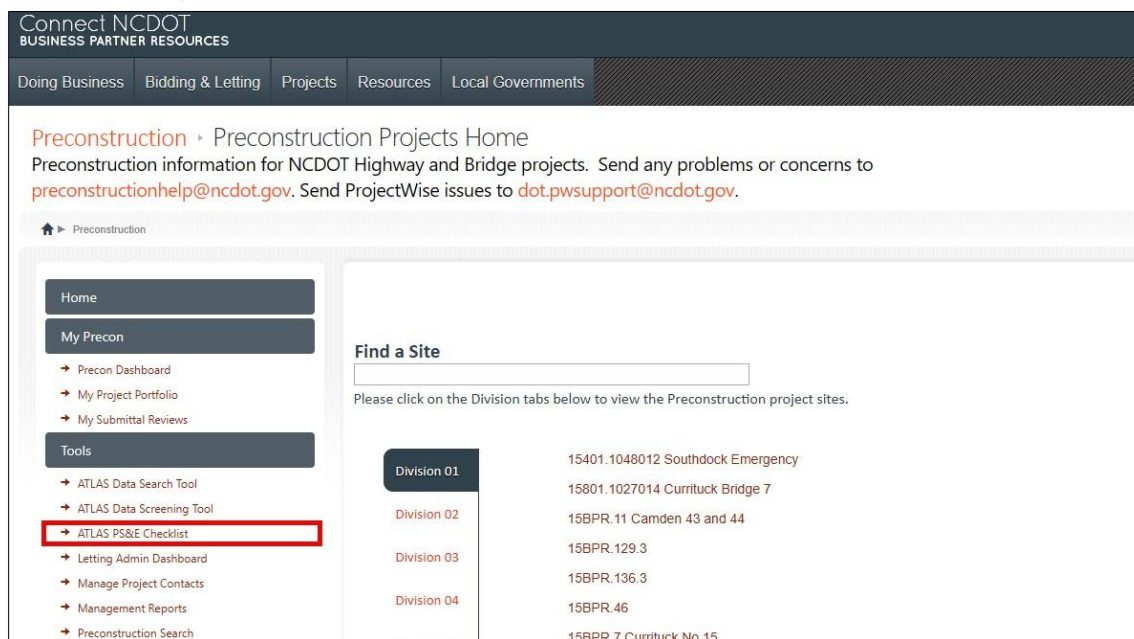 Connect NCDOT
BUSINESS PARTNER RESOURCES
Doing Business Bidding & Letting Projects Resources Local Governments
Preconstruction ▸ Preconstruction Projects Home
Preconstruction information for NCDOT Highway and Bridge projects. Send any problems or concerns to
preconstructionhelp@ncdot.gov. Send ProjectWise issues to dot.pwsupport@ncdot.gov.
Preconstruction
Home
My Precon
Precon Dashboard
My Project Portfolio
My Submittal Reviews
Tools
ATLAS Data Search Tool
ATLAS Data Screening Tool
ATLAS PS&E Checklist
Letting Admin Dashboard
Manage Project Contacts
Management Reports
Preconstruction Search
Find a Site
Please click on the Division tabs below to view the Preconstruction project sites.
Division 01
Division 02
Division 03
Division 04
15401.1048012 Southdock Emergency
15801.1027014 Currituck Bridge 7
15BPR.11 Camden 43 and 44
15BPR.129.3
15BPR.136.3
15BPR.46
15BPR.7 Currituck No 15